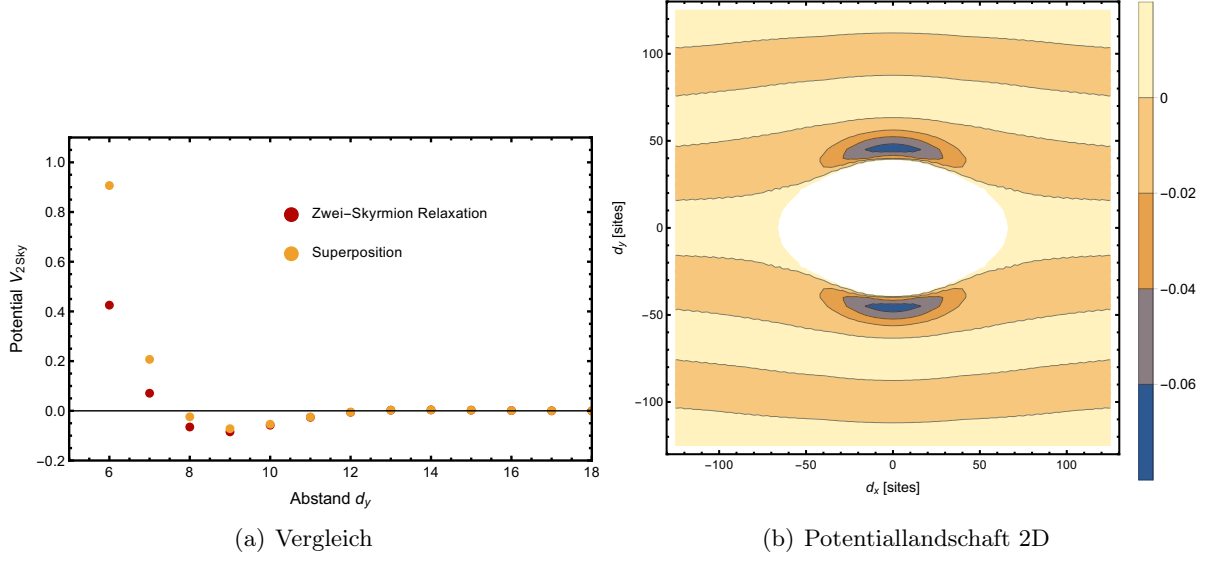 Potential V2Sky
1.0
0.8
0.6
0.4
0.2
0.0
−0.2
6 8 10 12 14 16 18
Abstand dy
Zwei−Skyrmion Relaxation
Superposition
(a) Vergleich
dy [sites]
100
50
0
−50
−100
−100 −50 0 50 100
dx [sites]
0
−0.02
−0.04
−0.06
(b) Potentiallandschaft 2D